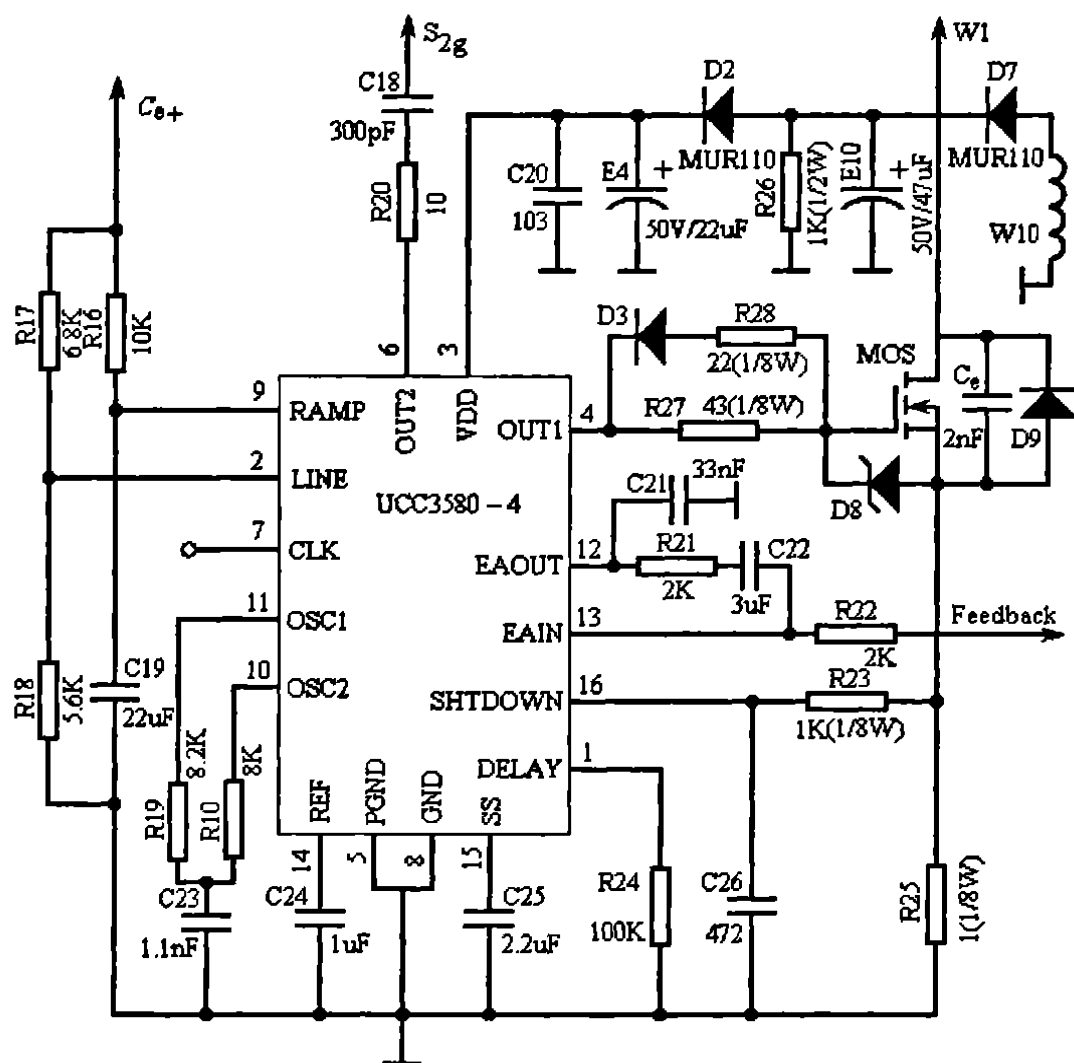 S2g
W1
Ce+
C18
300pF
R20
10
D2
MUR110
D7
MUR110
C20
103
E4
+
50V/22uF
R26
1K(1/2W)
E10
+
50V/47uF
W10
R17
6.8K
R16
10K
6
3
D3
R28
22(1/8W)
MOS
Ce
2nF
D9
9
RAMP
OUT2
VDD
OUT1
4
R27
43(1/8W)
2
LINE
UCC3580-4
C21
33nF
D8
7
CLK
EAOUT
12
R21
2K
C22
3uF
11
OSC1
EAIN
13
R22
2K
Feedback
10
OSC2
SHTDOWN
16
R23
1K(1/8W)
R18
5.6K
C19
22uF
8.2K
8K
R19
R10
DELAY
1
REF
PGND
GND
SS
14
5
8
15
C23
1.1nF
C24
1uF
C25
2.2uF
R24
100K
C26
472
R25
1(1/8W)